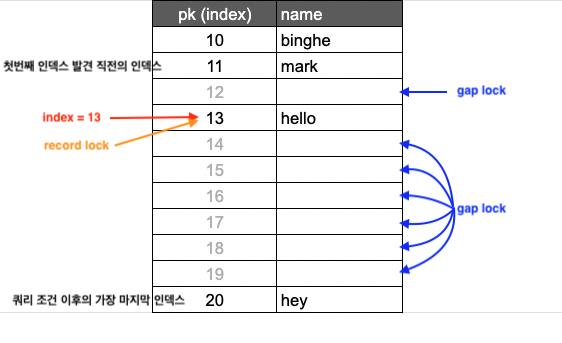 pk (index) name
10 binghe
첫번째 인덱스 발견 직전의 인덱스 11 mark
12 gap lock
index = 13 13 hello
record lock
14
15
16
17 gap lock
18
19
쿼리 조건 이후의 가장 마지막 인덱스 20 hey